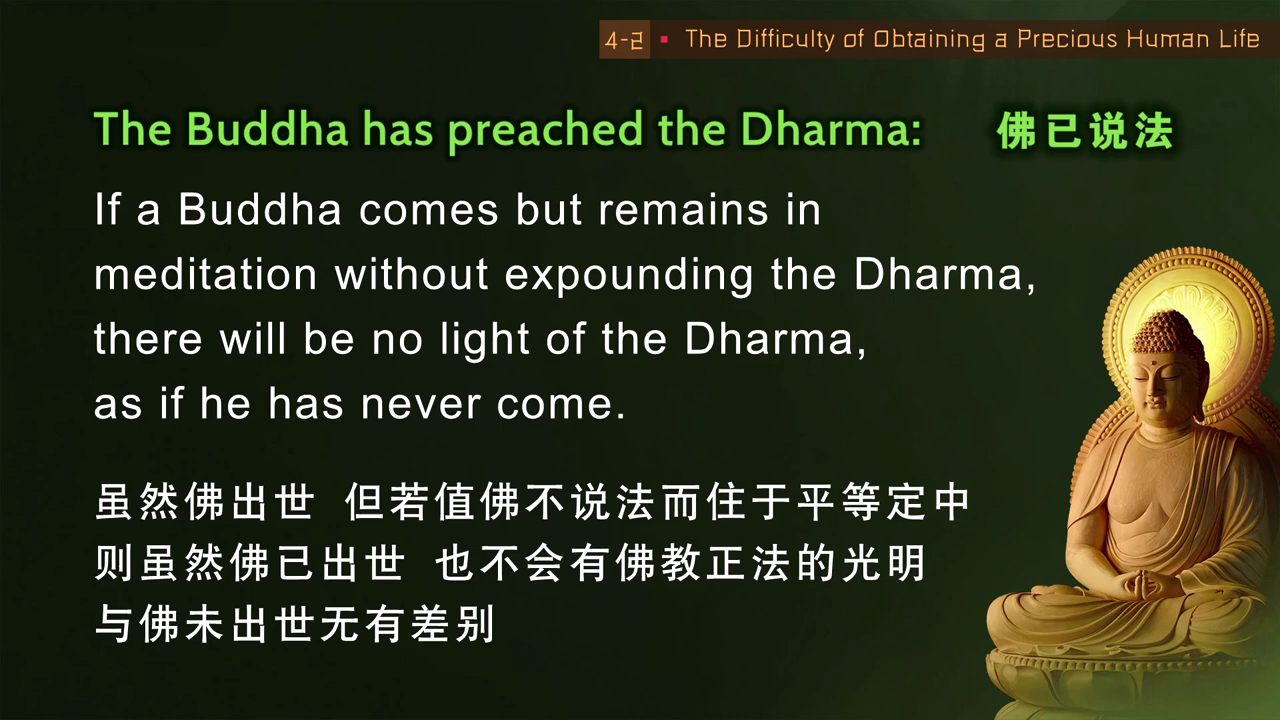 4-2 ▪ The Difficulty of Obtaining a Precious Human Life
The Buddha has preached the Dharma: 佛已说法
If a Buddha comes but remains in
meditation without expounding the Dharma,
there will be no light of the Dharma,
as if he has never come.
虽然佛出世 但若值佛不说法而住于平等定中
则虽然佛已出世 也不会有佛教正法的光明
与佛未出世无有差别